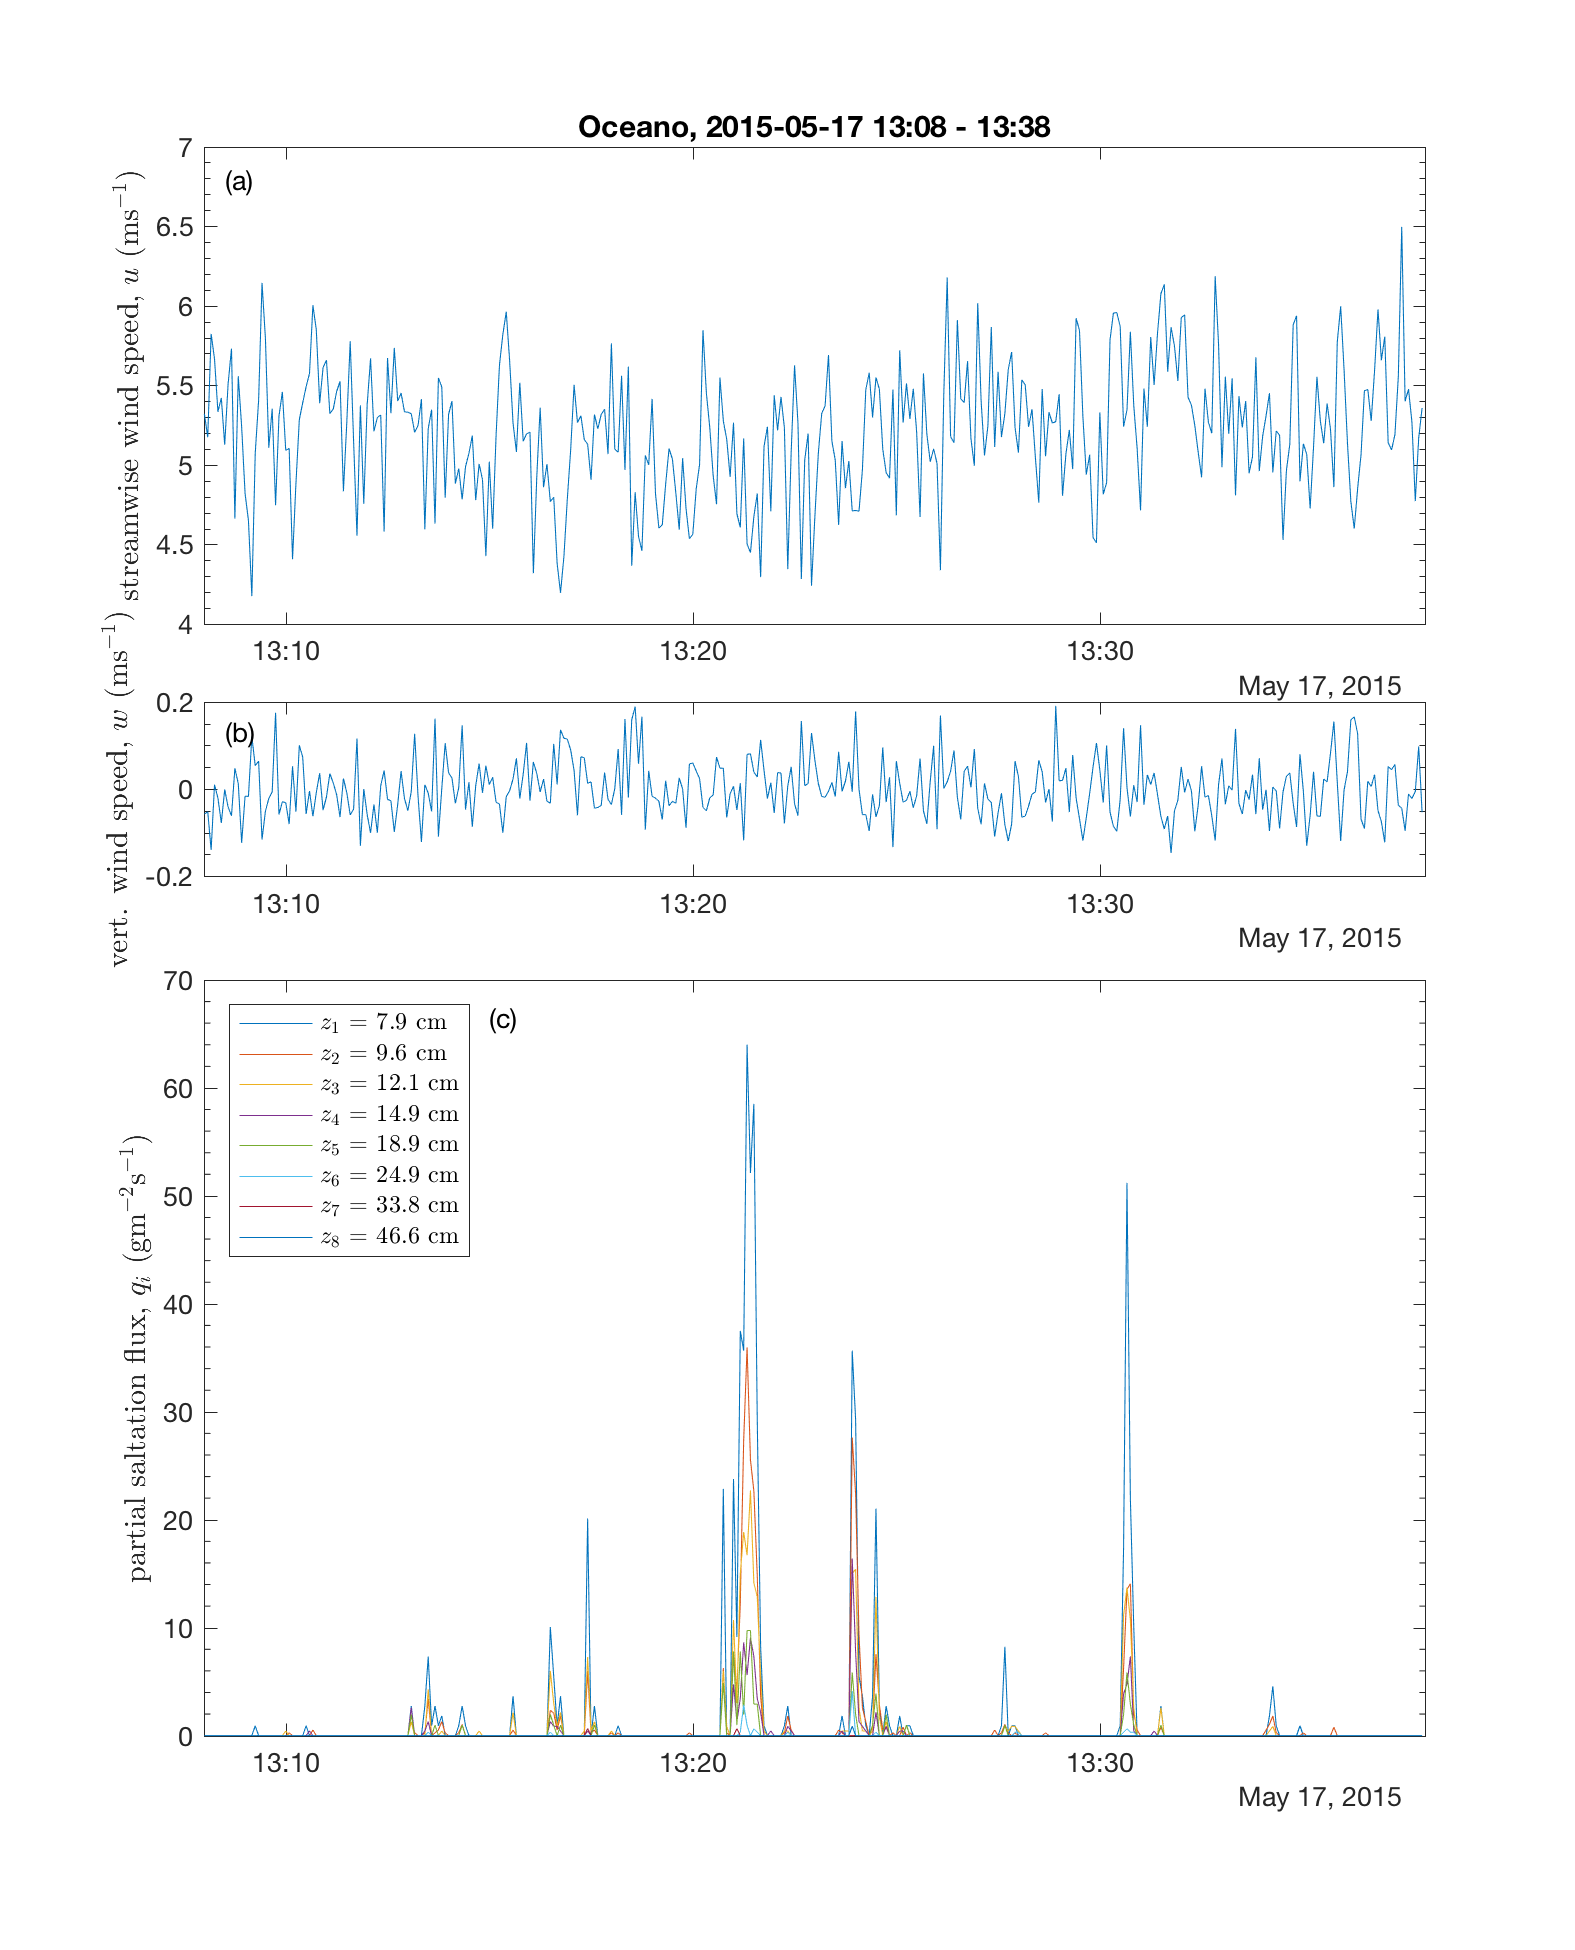 Oceano, 2015-05-17 13:08 - 13:38
(a)
streamwise wind speed, u (ms⁻¹)
7
6.5
6
5.5
5
4.5
4
13:10 13:20 13:30
May 17, 2015
(b)
vert. wind speed, w (ms⁻¹)
0.2
0
-0.2
13:10 13:20 13:30
May 17, 2015
(c)
partial saltation flux, qᵢ (gm⁻²s⁻¹)
70
60
50
40
30
20
10
0
z₁ = 7.9 cm
z₂ = 9.6 cm
z₃ = 12.1 cm
z₄ = 14.9 cm
z₅ = 18.9 cm
z₆ = 24.9 cm
z₇ = 33.8 cm
z₈ = 46.6 cm
13:10 13:20 13:30
May 17, 2015